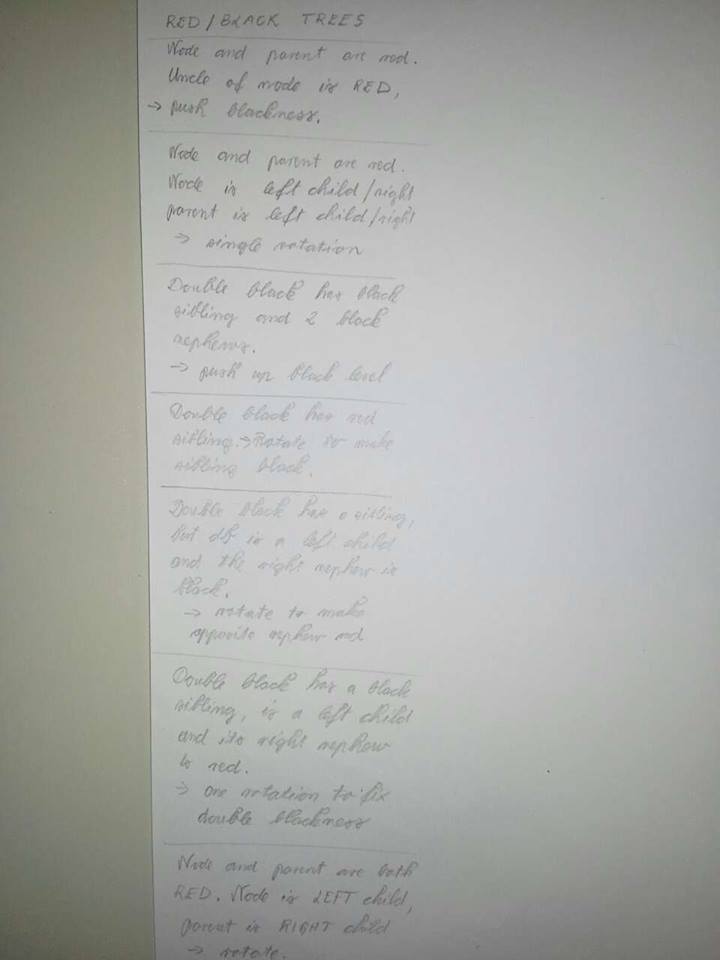 RED/BLACK TREES
Node and parent are red.
Uncle of node is RED,
→ push blackness.
Node and parent are red.
Node is left child/right
parent is left child/right
→ single rotation
Double black has black
sibling and 2 black
nephews.
→ push up black level
Double black has red
sibling.→Rotate to make
sibling black.
Double black has a sibling,
but db is a left child
and the right nephew is
black.
→ rotate to make
opposite nephew red
Double black has a black
sibling, is a left child
and its right nephew
is red.
→ one rotation to fix
double blackness
Node and parent are both
RED. Node is LEFT child,
parent is RIGHT child
→ rotate.